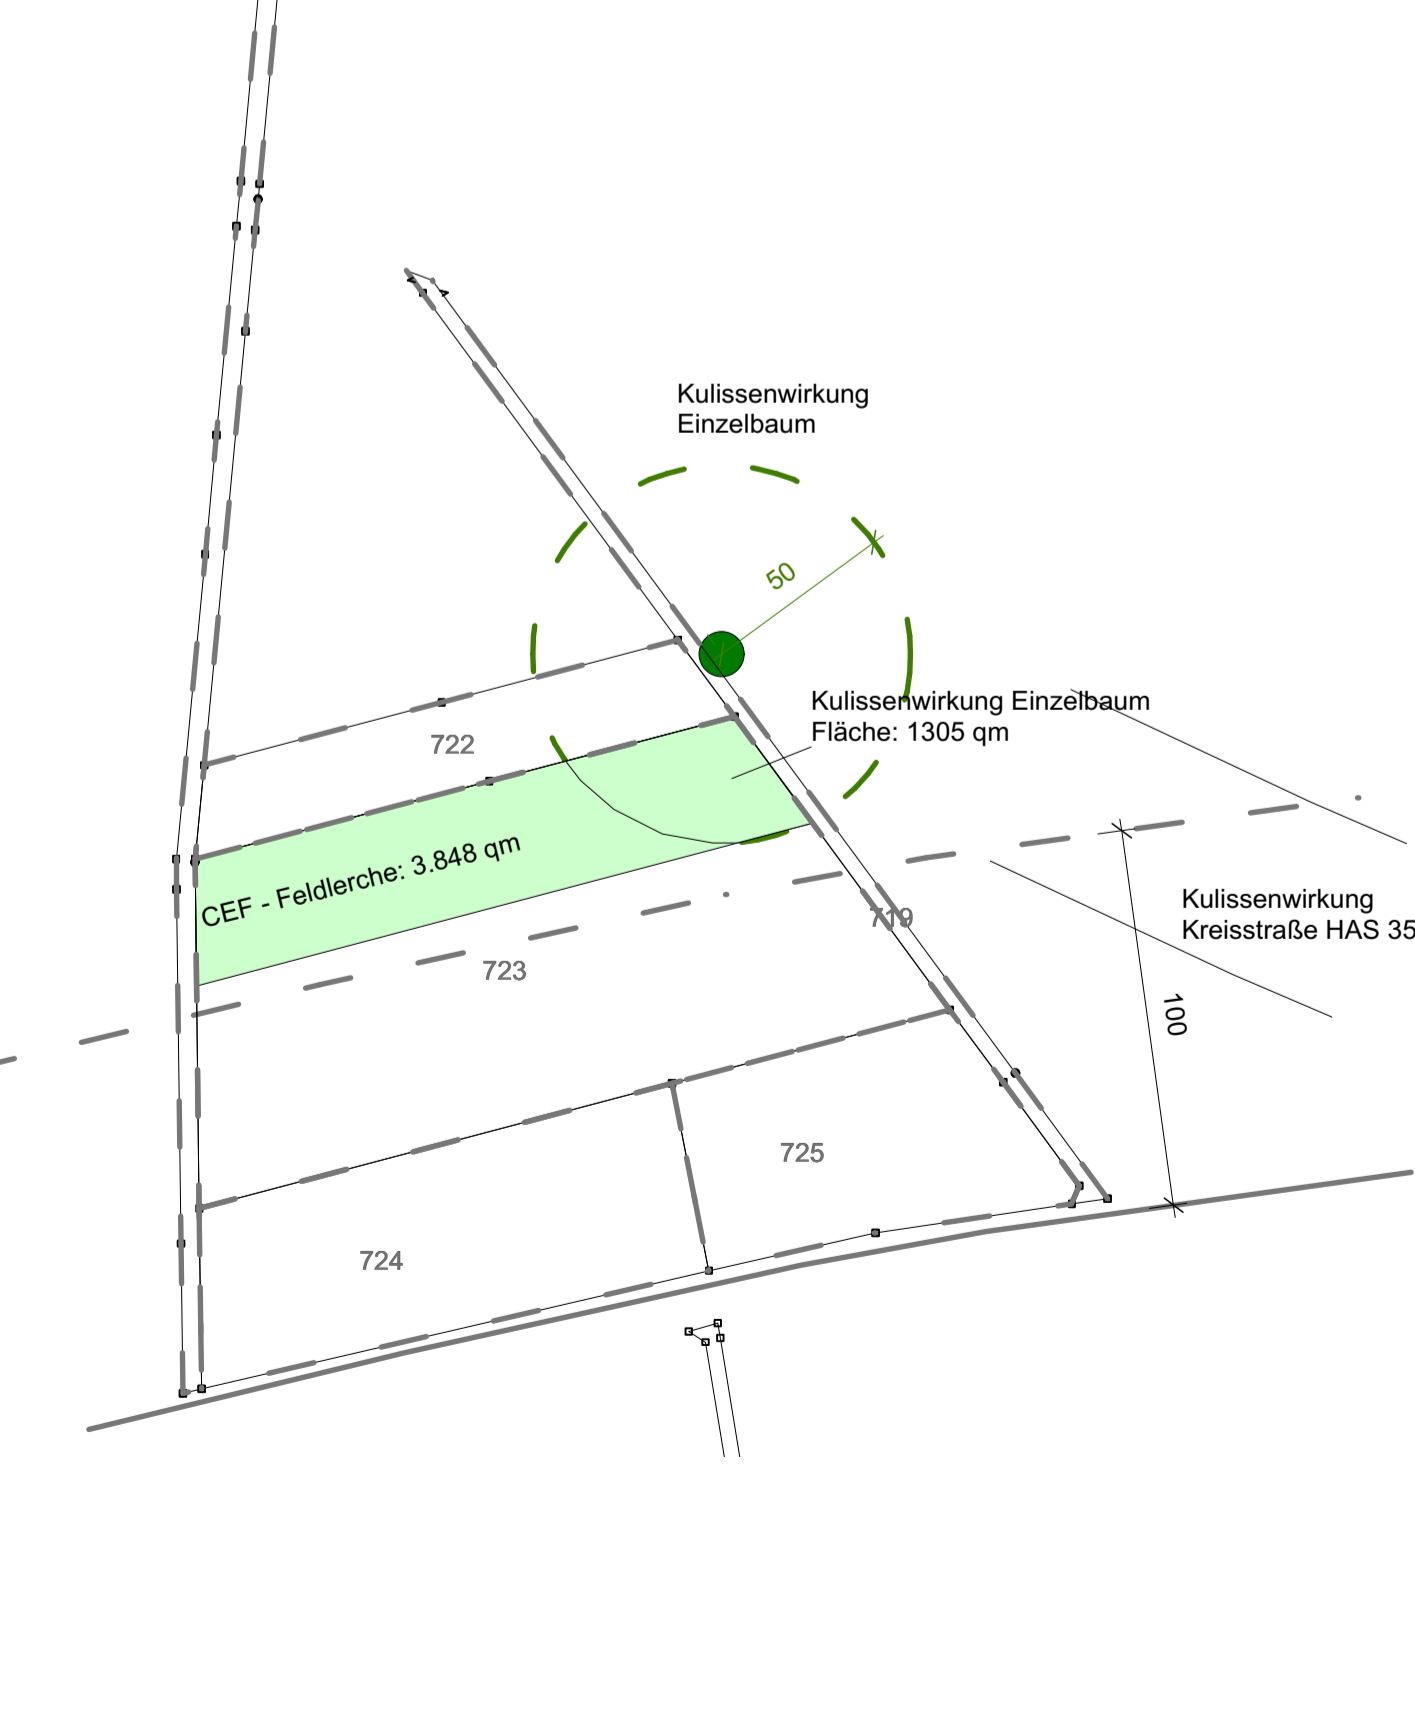 Kulissenwirkung
Einzelbaum
50
Kulissenwirkung Einzelbaum
Fläche: 1305 qm
722
CEF - Feldlerche: 3.848 qm
719
Kulissenwirkung
Kreisstraße HAS 35
723
100
725
724